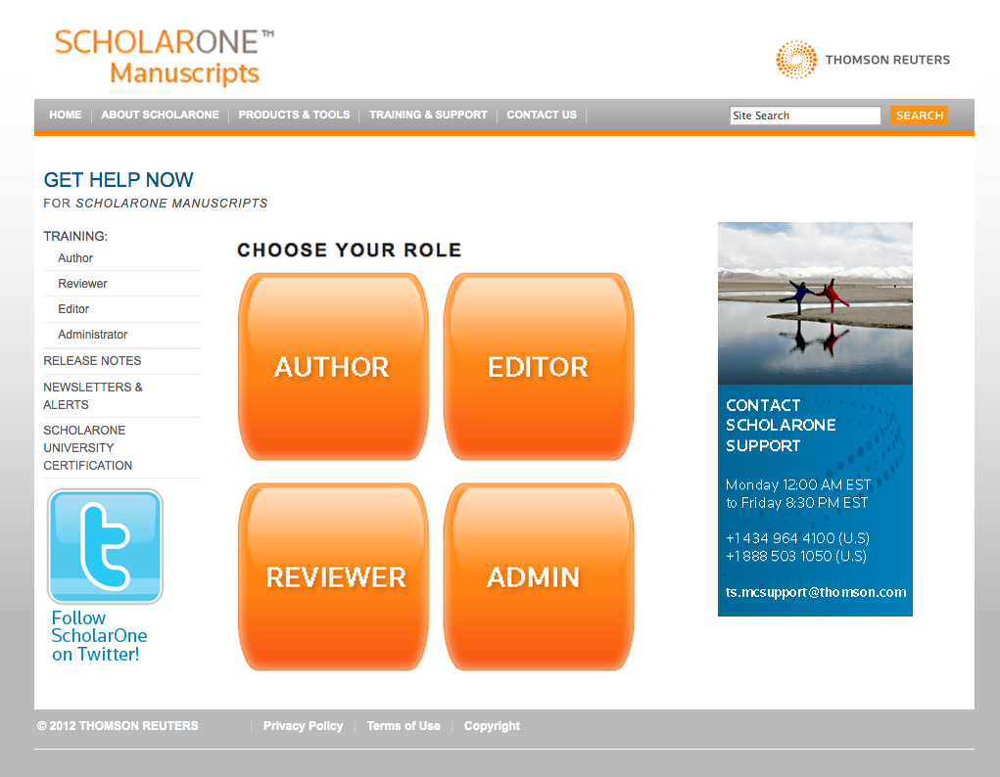 SCHOLARONE™
Manuscripts
THOMSON REUTERS
HOME ABOUT SCHOLARONE PRODUCTS & TOOLS TRAINING & SUPPORT CONTACT US Site Search SEARCH
GET HELP NOW
FOR SCHOLARONE MANUSCRIPTS
TRAINING:
Author
Reviewer
Editor
Administrator
RELEASE NOTES
NEWSLETTERS &
ALERTS
SCHOLARONE
UNIVERSITY
CERTIFICATION
t
Follow
ScholarOne
on Twitter!
CHOOSE YOUR ROLE
AUTHOR
EDITOR
REVIEWER
ADMIN
CONTACT
SCHOLARONE
SUPPORT
Monday 12:00 AM EST
to Friday 8:30 PM EST
+1 434 964 4100 (U.S)
+1 888 503 1050 (U.S)
ts.mcsupport@thomson.com
© 2012 THOMSON REUTERS Privacy Policy Terms of Use Copyright